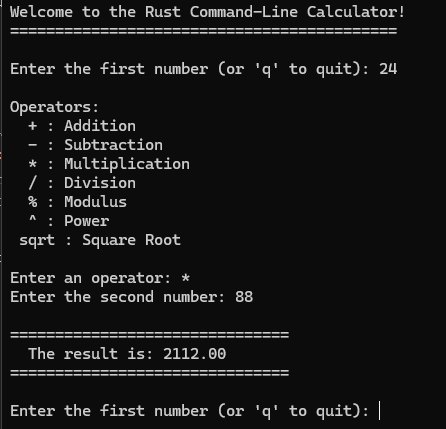 Welcome to the Rust Command-Line Calculator!
===========================================
Enter the first number (or 'q' to quit): 24
Operators:
  + : Addition
  - : Subtraction
  * : Multiplication
  / : Division
  % : Modulus
  ^ : Power
 sqrt : Square Root
Enter an operator: *
Enter the second number: 88
===============================
  The result is: 2112.00
===============================
Enter the first number (or 'q' to quit):